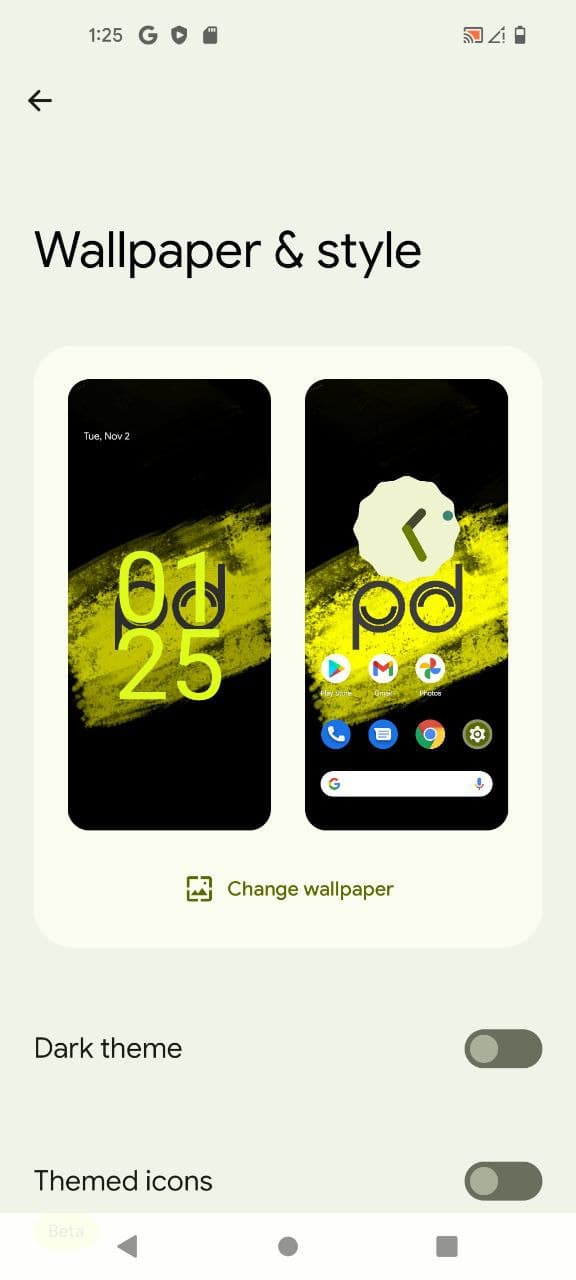 1:25
Wallpaper & style
Tue, Nov 2
01
25
pd
pd
Play Store Gmail Photos
Change wallpaper
Dark theme
Themed icons
Beta